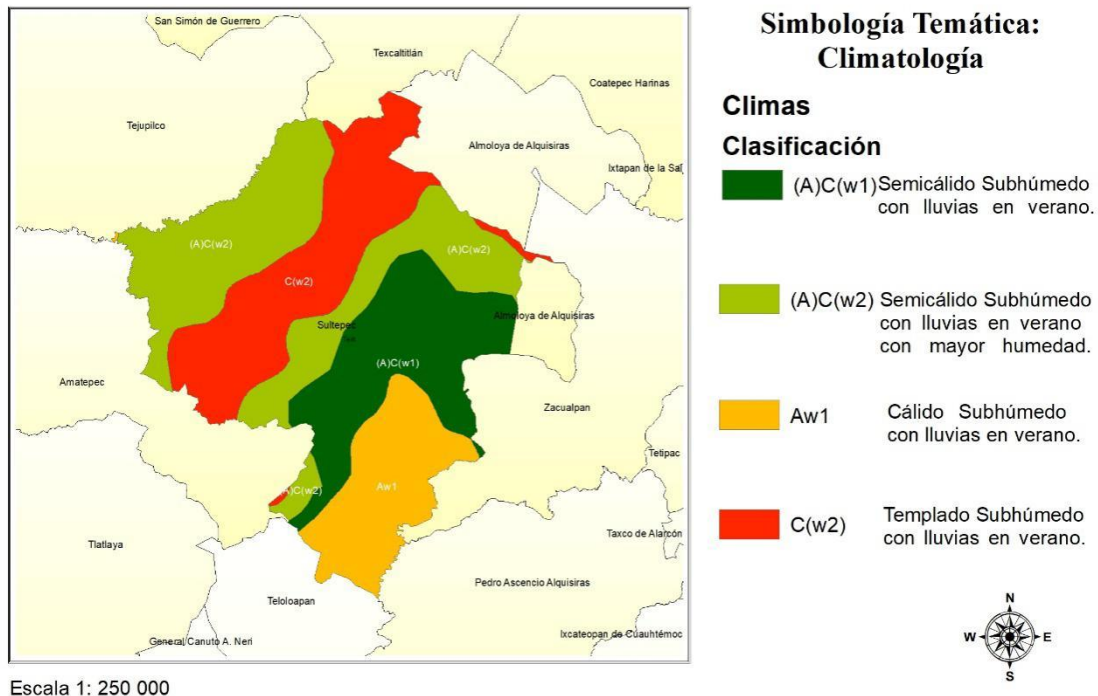 San Simón de Guerrero
Texcaltitlán
Coatepec Harinas
Tejupilco
Almoloya de Alquisiras
Ixtapan de la Sal
(A)C(w2)
(A)C(w2)
C(w2)
Sultepec
Almoloya de Alquisiras
(A)C(w1)
Amatepec
Zacualpan
Tetipac
(A)C(w2)
Aw1
Tlatlaya
Taxco de Alarcón
Pedro Ascencio Alquisiras
Teloloapan
General Canuto A. Neri
Ixcateopan de Cuauhtémoc
Escala 1: 250 000
Simbología Temática:
Climatología
Climas
Clasificación
(A)C(w1) Semicálido Subhúmedo
con lluvias en verano.
(A)C(w2) Semicálido Subhúmedo
con lluvias en verano
con mayor humedad.
Aw1 Cálido Subhúmedo
con lluvias en verano.
C(w2) Templado Subhúmedo
con lluvias en verano.
N
W E
S